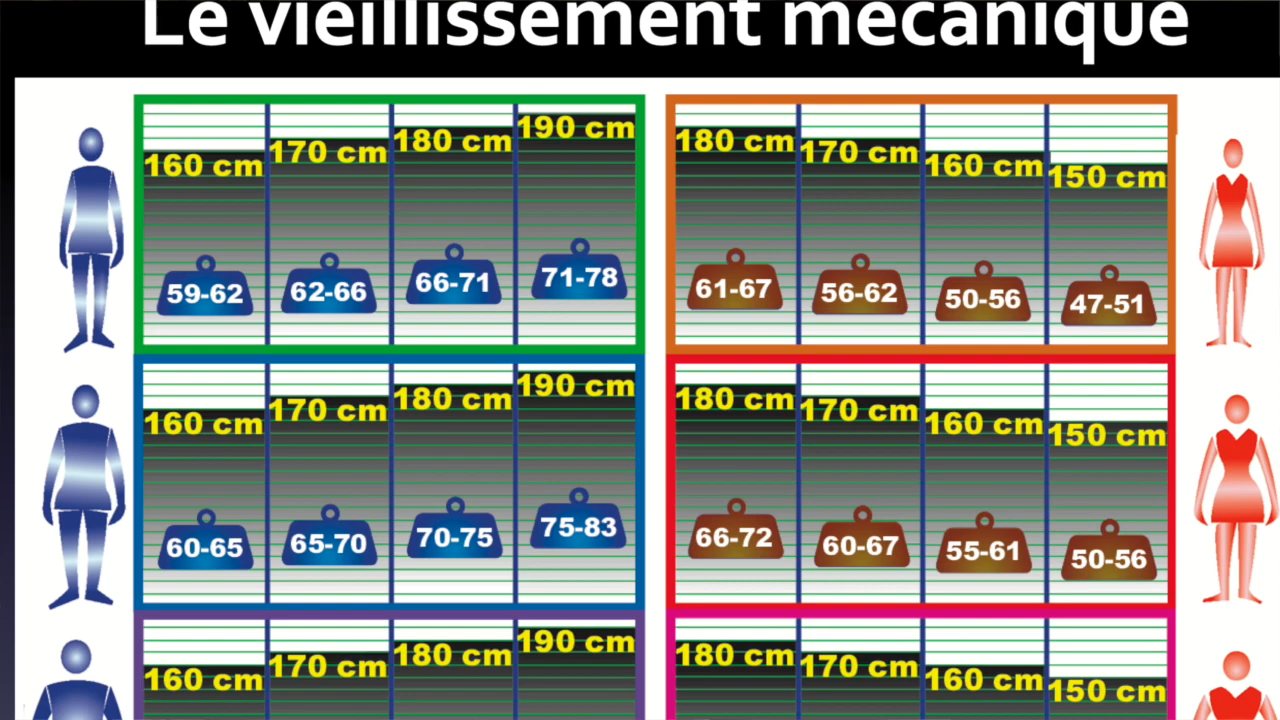 Le vieillissement mécanique
160 cm 170 cm 180 cm 190 cm
59-62 62-66 66-71 71-78
180 cm 170 cm 160 cm 150 cm
61-67 56-62 50-56 47-51
160 cm 170 cm 180 cm 190 cm
60-65 65-70 70-75 75-83
180 cm 170 cm 160 cm 150 cm
66-72 60-67 55-61 50-56
160 cm 170 cm 180 cm 190 cm
180 cm 170 cm 160 cm 150 cm